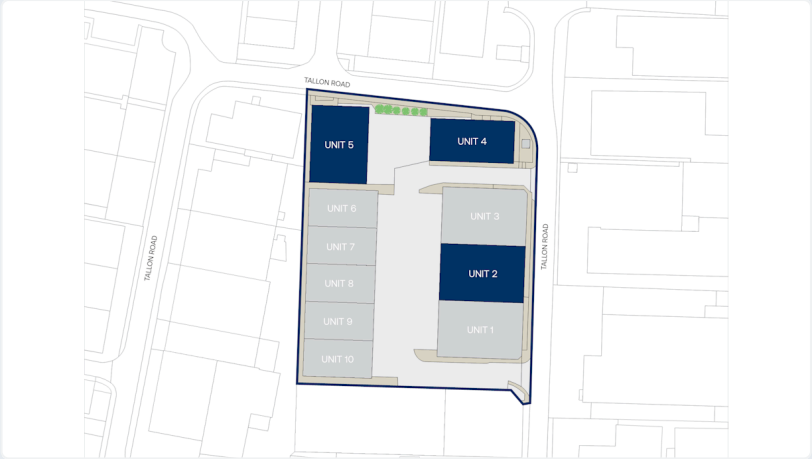 TALLON ROAD
UNIT 5
UNIT 4
UNIT 6
UNIT 3
UNIT 7
TALLON ROAD
TALLON ROAD
UNIT 2
UNIT 8
UNIT 9
UNIT 1
UNIT 10